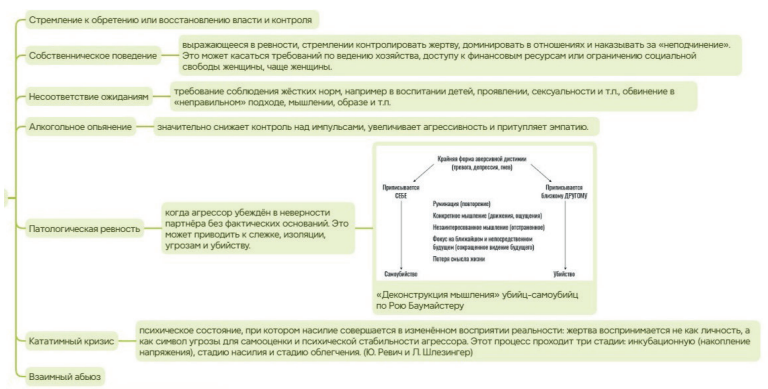 Стремление к обретению или восстановлению власти и контроля
Собственническое поведение
выражающееся в ревности, стремлении контролировать жертву, доминировать в отношениях и наказывать за «неподчинение».
Это может касаться требований по ведению хозяйства, доступу к финансовым ресурсам или ограничению социальной
свободы женщины, чаще женщины.
Несоответствие ожиданиям
требование соблюдения жёстких норм, например в воспитании детей, проявлении, сексуальности и т.п., обвинение в
«неправильном» подходе, мышлении, образе и т.п.
Алкогольное опьянение
значительно снижает контроль над импульсами, увеличивает агрессивность и притупляет эмпатию.
Патологическая ревность
когда агрессор убеждён в неверности
партнёра без фактических оснований. Это
может приводить к слежке, изоляции,
угрозам и убийству.
Крайняя форма аверсивной дистимии
(тревога, депрессия, гнев)
Приписывается
СЕБЕ
Приписывается
Близкому ДРУГОМУ
Руминация (повторение)
Конкретное мышление (движения, ощущения)
Незаинтересованное мышление (отстраненное)
Фокус на ближайшем и непосредственном
будущем (сокращенное видение будущего)
Потеря смысла жизни
Самоубийство
Убийство
«Деконструкция мышления» убийц-самоубийц
по Рою Баумайстеру
Кататимный кризис
психическое состояние, при котором насилие совершается в изменённом восприятии реальности: жертва воспринимается не как личность, а
как символ угрозы для самооценки и психической стабильности агрессора. Этот процесс проходит три стадии: инкубационную (накопление
напряжения), стадию насилия и стадию облегчения. (Ю. Ревич и Л. Шлезингер)
Взаимный абьюз